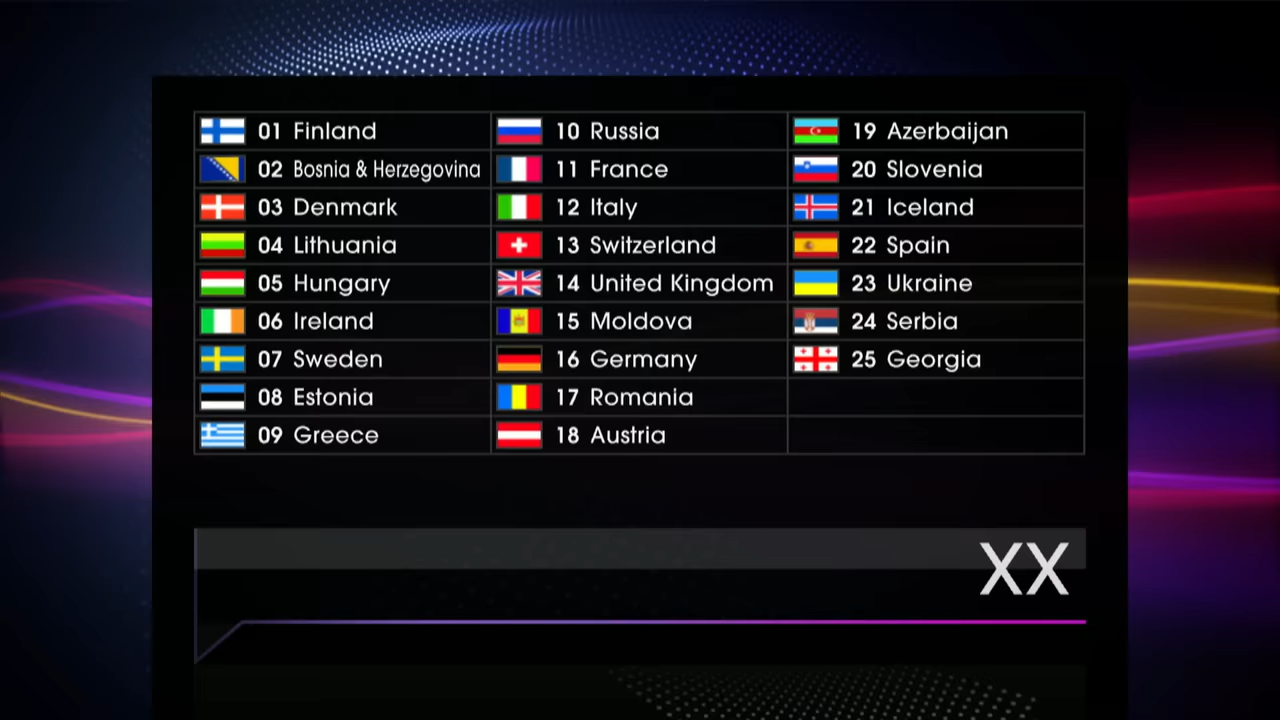 01 Finland
02 Bosnia & Herzegovina
03 Denmark
04 Lithuania
05 Hungary
06 Ireland
07 Sweden
08 Estonia
09 Greece
10 Russia
11 France
12 Italy
13 Switzerland
14 United Kingdom
15 Moldova
16 Germany
17 Romania
18 Austria
19 Azerbaijan
20 Slovenia
21 Iceland
22 Spain
23 Ukraine
24 Serbia
25 Georgia
XX